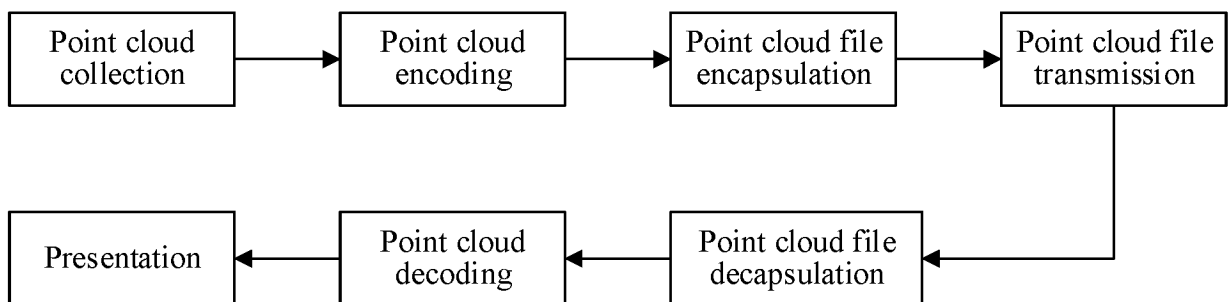 Point cloud
collection
Point cloud
encoding
Point cloud file
encapsulation
Point cloud file
transmission
Point cloud file
decapsulation
Point cloud
decoding
Presentation